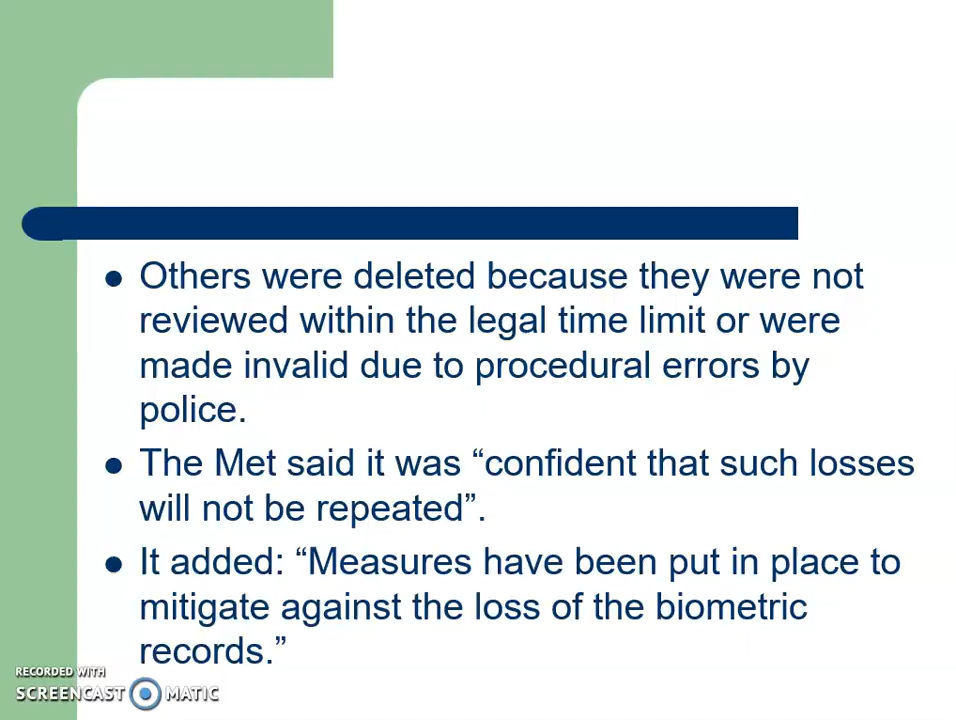 Others were deleted because they were not
reviewed within the legal time limit or were
made invalid due to procedural errors by
police.
The Met said it was “confident that such losses
will not be repeated”.
It added: “Measures have been put in place to
mitigate against the loss of the biometric
records.”
RECORDED WITH
SCREENCAST MATIC